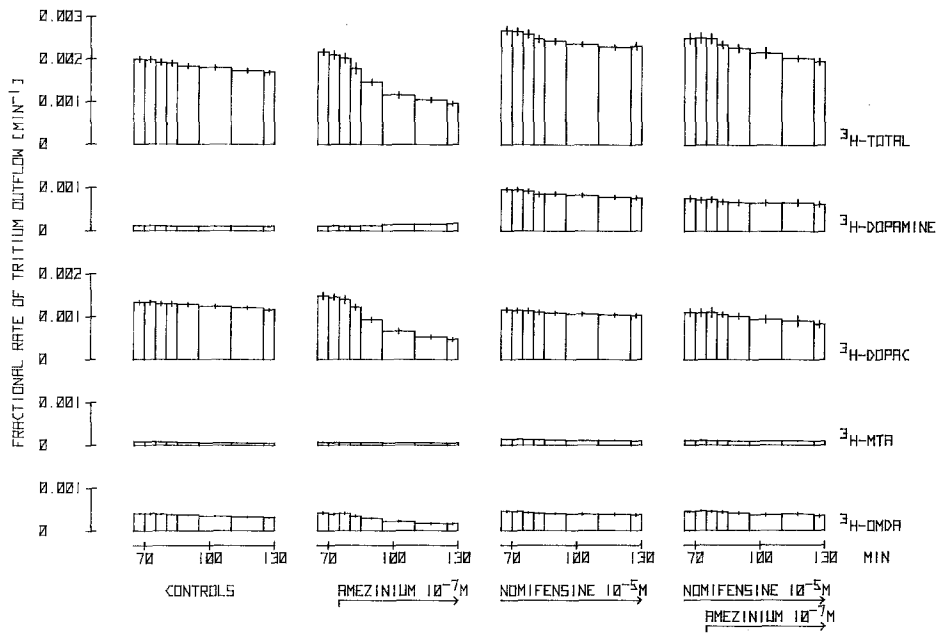 FRACTIONAL RATE OF TRITIUM OUTFLOW [MIN⁻¹]
0.003
0.002
0.001
0
³H-TOTAL
0.001
0
³H-DOPAMINE
0.002
0.001
0
³H-DOPAC
0.001
0
³H-MTA
0.001
0
³H-OMDA
70 100 130 70 100 130 70 100 130 70 100 130 MIN
CONTROLS AMEZINIUM 10⁻⁷M NOMIFENSINE 10⁻⁵M NOMIFENSINE 10⁻⁵M
AMEZINIUM 10⁻⁷M